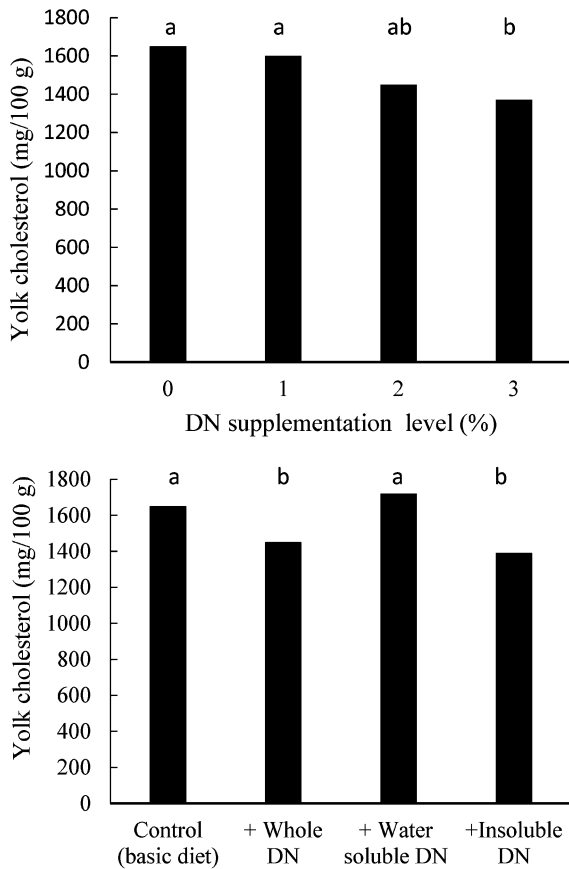 a a ab b
1800
1600
1400
1200
1000
800
600
400
200
0
Yolk cholesterol (mg/100 g)
0 1 2 3
DN supplementation level (%)
a b a b
1800
1600
1400
1200
1000
800
600
400
200
0
Yolk cholesterol (mg/100 g)
Control + Whole + Water +Insoluble
(basic diet) DN soluble DN DN